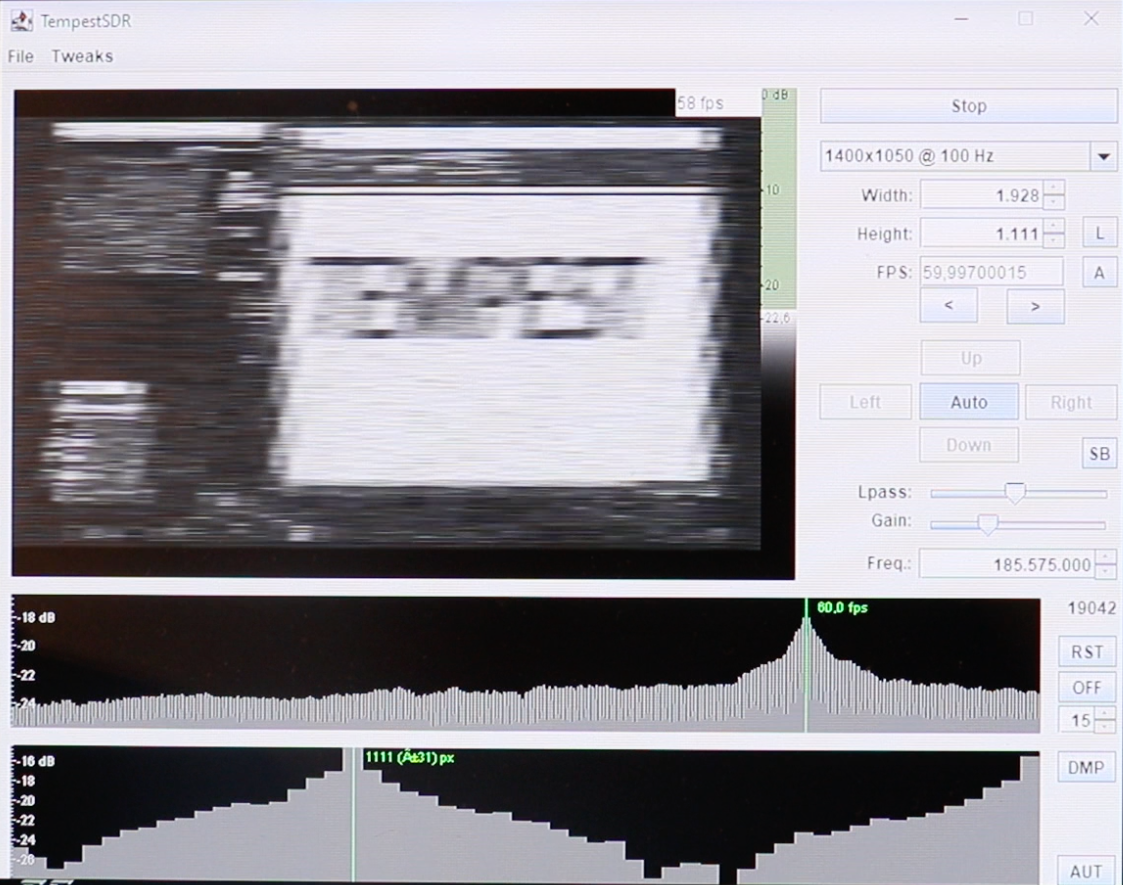 TempestSDR
File Tweaks
58 fps
0 dB
-10
-20
-22,6
Stop
1400x1050 @ 100 Hz
Width: 1.928
Height: 1.111 L
FPS: 59,99700015 A
< >
Up
Left Auto Right
Down
SB
Lpass:
Gain:
Freq.: 185.575.000
-18 dB
-20
-22
-24
60,0 fps
19042
RST
OFF
15
-16 dB
-18
-20
-22
-24
-26
1111 (Â±31) px
DMP
AUT